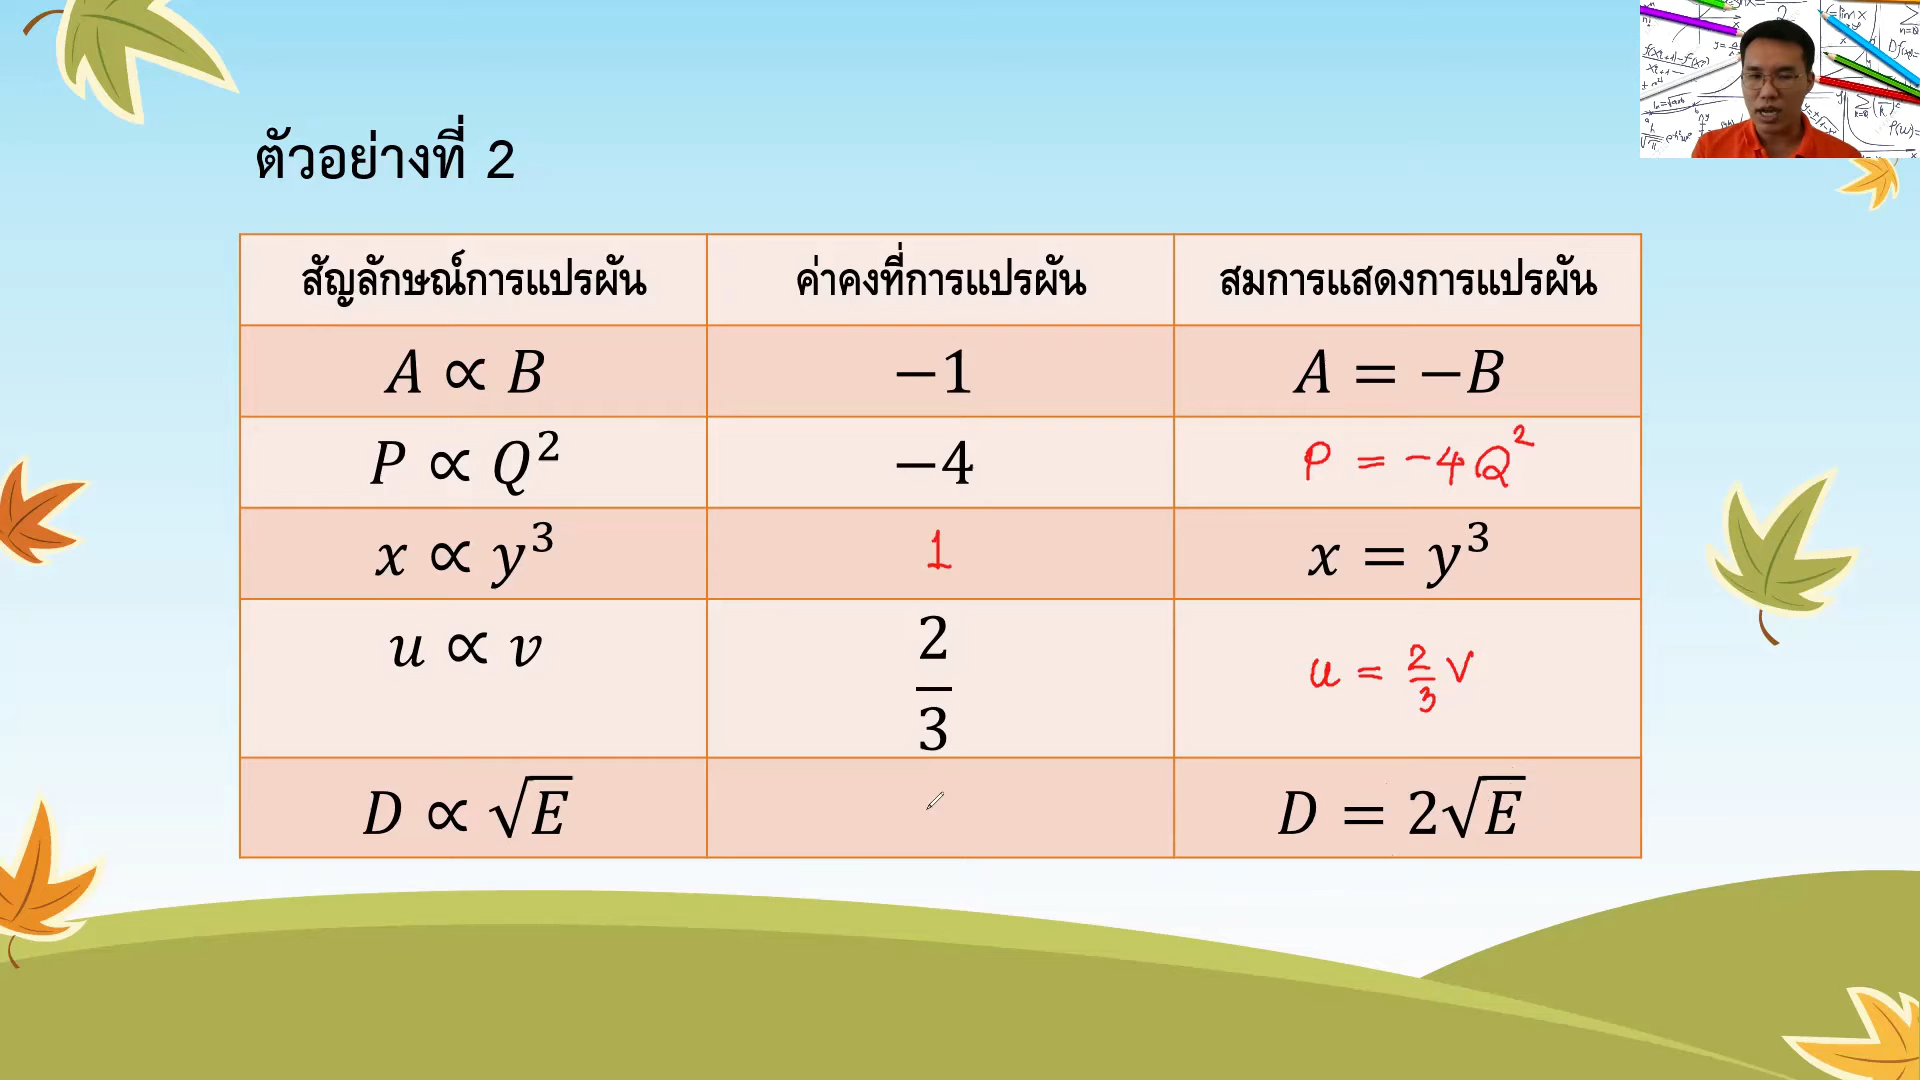 ตัวอย่างที่ 2
สัญลักษณ์การแปรผัน ค่าคงที่การแปรผัน สมการแสดงการแปรผัน
A ∝ B −1 A = −B
P ∝ Q² −4 P = −4Q²
x ∝ y³ 1 x = y³
u ∝ v 2/3 u = 2/3 v
D ∝ √E D = 2√E